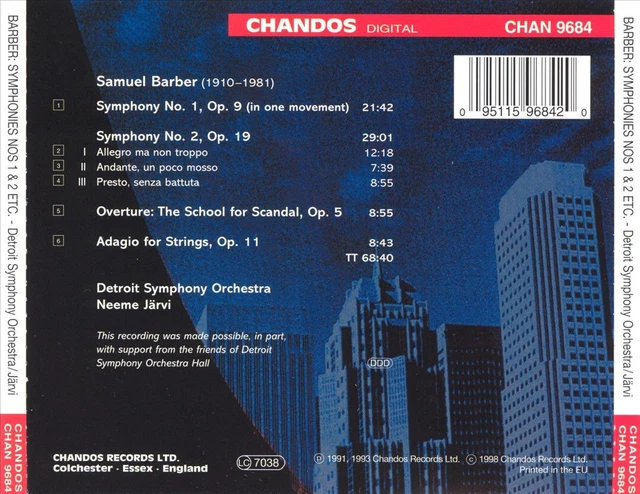 CHANDOS DIGITAL CHAN 9684
Samuel Barber (1910–1981)
1 Symphony No. 1, Op. 9 (in one movement) 21:42
Symphony No. 2, Op. 19 29:01
2 I Allegro ma non troppo 12:18
3 II Andante, un poco mosso 7:39
4 III Presto, senza battuta 8:55
5 Overture: The School for Scandal, Op. 5 8:55
6 Adagio for Strings, Op. 11 8:43
TT 68:40
Detroit Symphony Orchestra
Neeme Järvi
This recording was made possible, in part,
with support from the friends of Detroit
Symphony Orchestra Hall
0 95115 96842 0
DDD
CHANDOS RECORDS LTD.
Colchester · Essex · England
LC 7038
℗ 1991, 1993 Chandos Records Ltd. © 1998 Chandos Records Ltd.
Printed in the EU
BARBER: SYMPHONIES NOS 1 & 2 ETC. - Detroit Symphony Orchestra/Järvi
CHANDOS
CHAN 9684
BARBER: SYMPHONIES NOS 1 & 2 ETC. - Detroit Symphony Orchestra/Järvi
CHANDOS
CHAN 9684